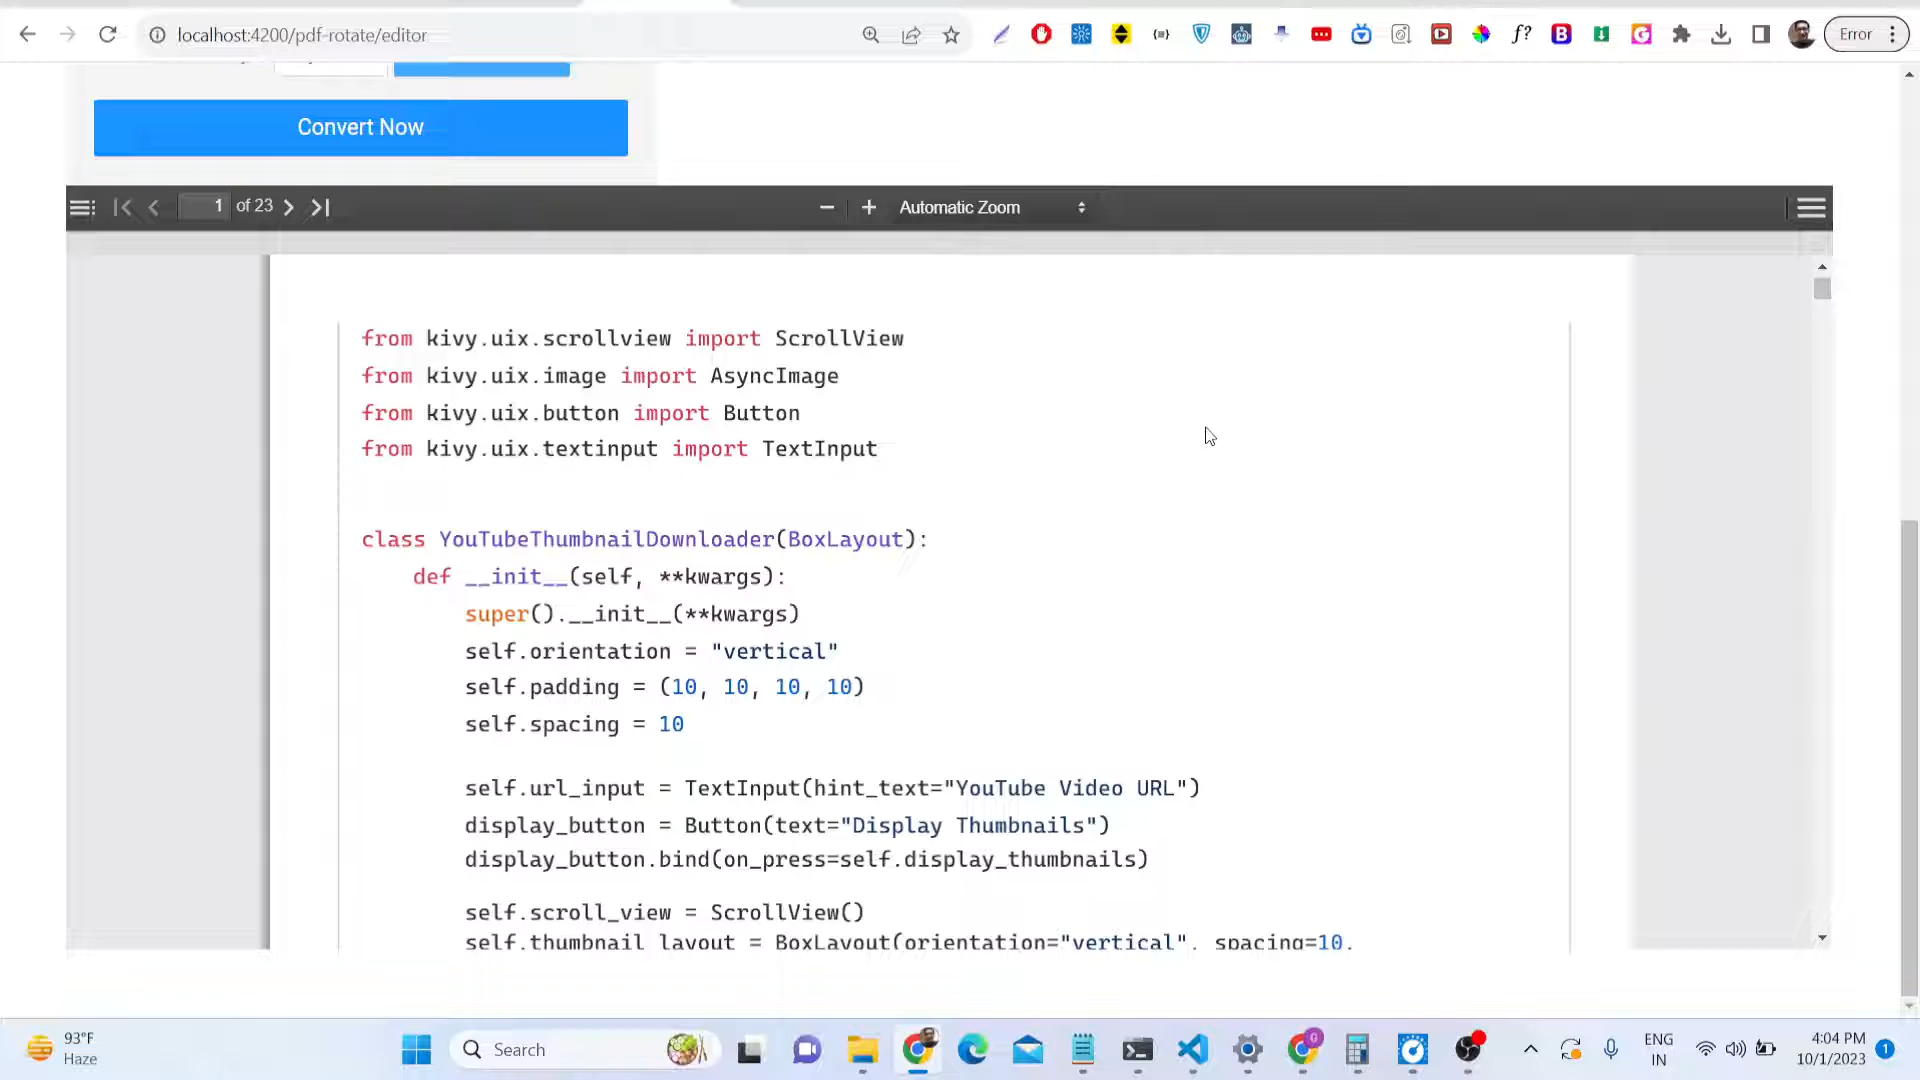 localhost:4200/pdf-rotate/editor
Error
Convert Now
1 of 23
Automatic Zoom
from kivy.uix.scrollview import ScrollView
from kivy.uix.image import AsyncImage
from kivy.uix.button import Button
from kivy.uix.textinput import TextInput
class YouTubeThumbnailDownloader(BoxLayout):
def __init__(self, **kwargs):
super().__init__(**kwargs)
self.orientation = "vertical"
self.padding = (10, 10, 10, 10)
self.spacing = 10
self.url_input = TextInput(hint_text="YouTube Video URL")
display_button = Button(text="Display Thumbnails")
display_button.bind(on_press=self.display_thumbnails)
self.scroll_view = ScrollView()
self.thumbnail_layout = BoxLayout(orientation="vertical", spacing=10,
93°F
Haze
Search
ENG
IN
4:04 PM
10/1/2023
1